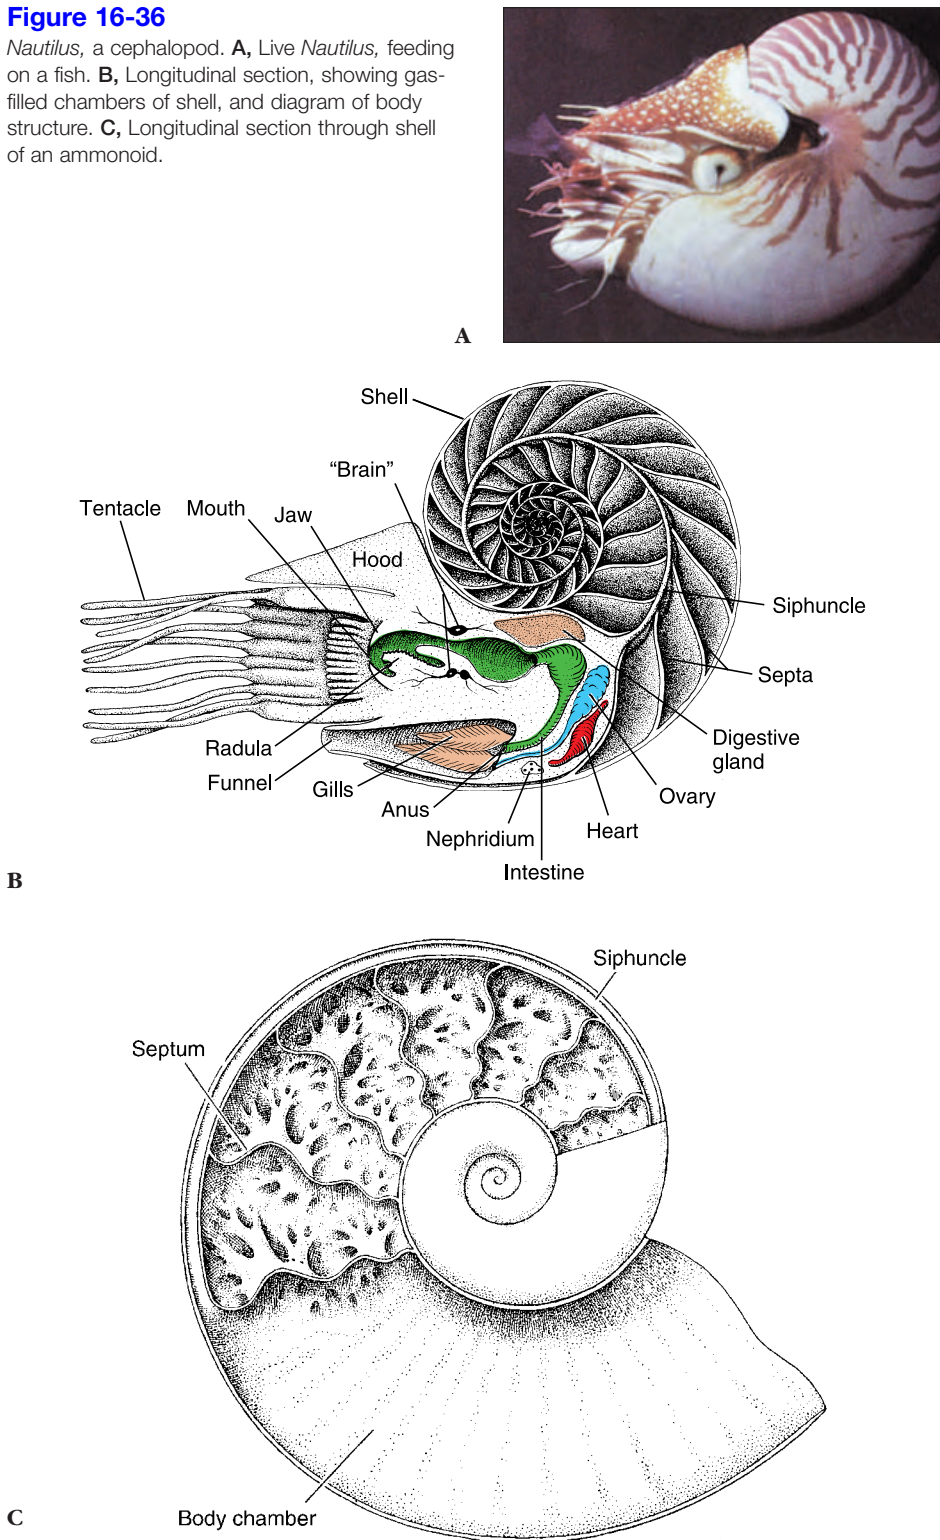 Figure 16-36
Nautilus, a cephalopod. A, Live Nautilus, feeding
on a fish. B, Longitudinal section, showing gas-
filled chambers of shell, and diagram of body
structure. C, Longitudinal section through shell
of an ammonoid.
A
Shell
“Brain”
Tentacle
Mouth
Jaw
Hood
Siphuncle
Septa
Radula
Funnel
Gills
Anus
Nephridium
Intestine
Heart
Ovary
Digestive
gland
B
Siphuncle
Septum
Body chamber
C